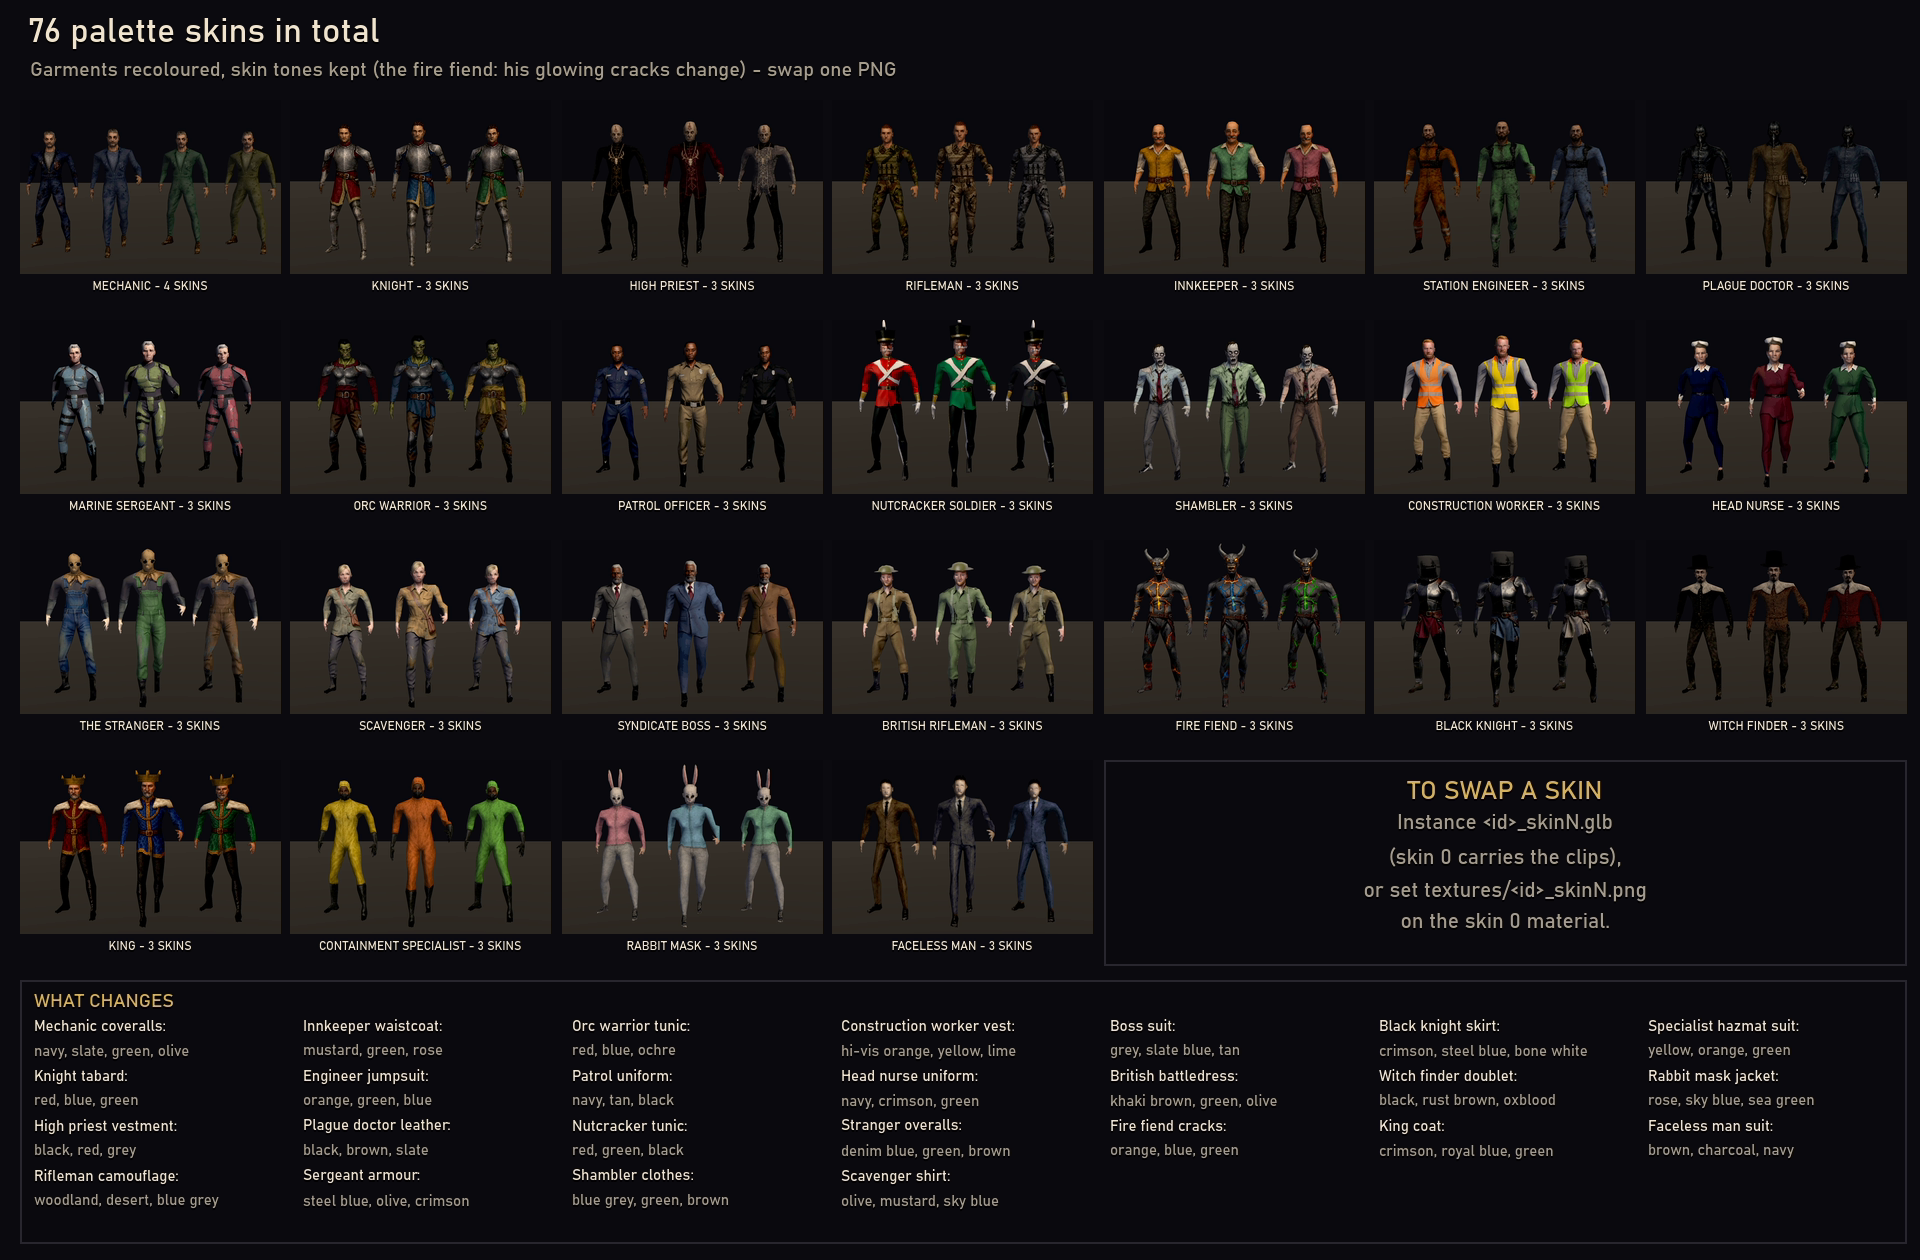 76 palette skins in total
Garments recoloured, skin tones kept (the fire fiend: his glowing cracks change) - swap one PNG
MECHANIC - 4 SKINS
KNIGHT - 3 SKINS
HIGH PRIEST - 3 SKINS
RIFLEMAN - 3 SKINS
INNKEEPER - 3 SKINS
STATION ENGINEER - 3 SKINS
PLAGUE DOCTOR - 3 SKINS
MARINE SERGEANT - 3 SKINS
ORC WARRIOR - 3 SKINS
PATROL OFFICER - 3 SKINS
NUTCRACKER SOLDIER - 3 SKINS
SHAMBLER - 3 SKINS
CONSTRUCTION WORKER - 3 SKINS
HEAD NURSE - 3 SKINS
THE STRANGER - 3 SKINS
SCAVENGER - 3 SKINS
SYNDICATE BOSS - 3 SKINS
BRITISH RIFLEMAN - 3 SKINS
FIRE FIEND - 3 SKINS
BLACK KNIGHT - 3 SKINS
WITCH FINDER - 3 SKINS
KING - 3 SKINS
CONTAINMENT SPECIALIST - 3 SKINS
RABBIT MASK - 3 SKINS
FACELESS MAN - 3 SKINS
TO SWAP A SKIN
Instance <id>_skinN.glb
(skin 0 carries the clips),
or set textures/<id>_skinN.png
on the skin 0 material.
WHAT CHANGES
Mechanic coveralls:
navy, slate, green, olive
Knight tabard:
red, blue, green
High priest vestment:
black, red, grey
Rifleman camouflage:
woodland, desert, blue grey
Innkeeper waistcoat:
mustard, green, rose
Engineer jumpsuit:
orange, green, blue
Plague doctor leather:
black, brown, slate
Sergeant armour:
steel blue, olive, crimson
Orc warrior tunic:
red, blue, ochre
Patrol uniform:
navy, tan, black
Nutcracker tunic:
red, green, black
Shambler clothes:
blue grey, green, brown
Construction worker vest:
hi-vis orange, yellow, lime
Head nurse uniform:
navy, crimson, green
Stranger overalls:
denim blue, green, brown
Scavenger shirt:
olive, mustard, sky blue
Boss suit:
grey, slate blue, tan
British battledress:
khaki brown, green, olive
Fire fiend cracks:
orange, blue, green
Black knight skirt:
crimson, steel blue, bone white
Witch finder doublet:
black, rust brown, oxblood
King coat:
crimson, royal blue, green
Specialist hazmat suit:
yellow, orange, green
Rabbit mask jacket:
rose, sky blue, sea green
Faceless man suit:
brown, charcoal, navy